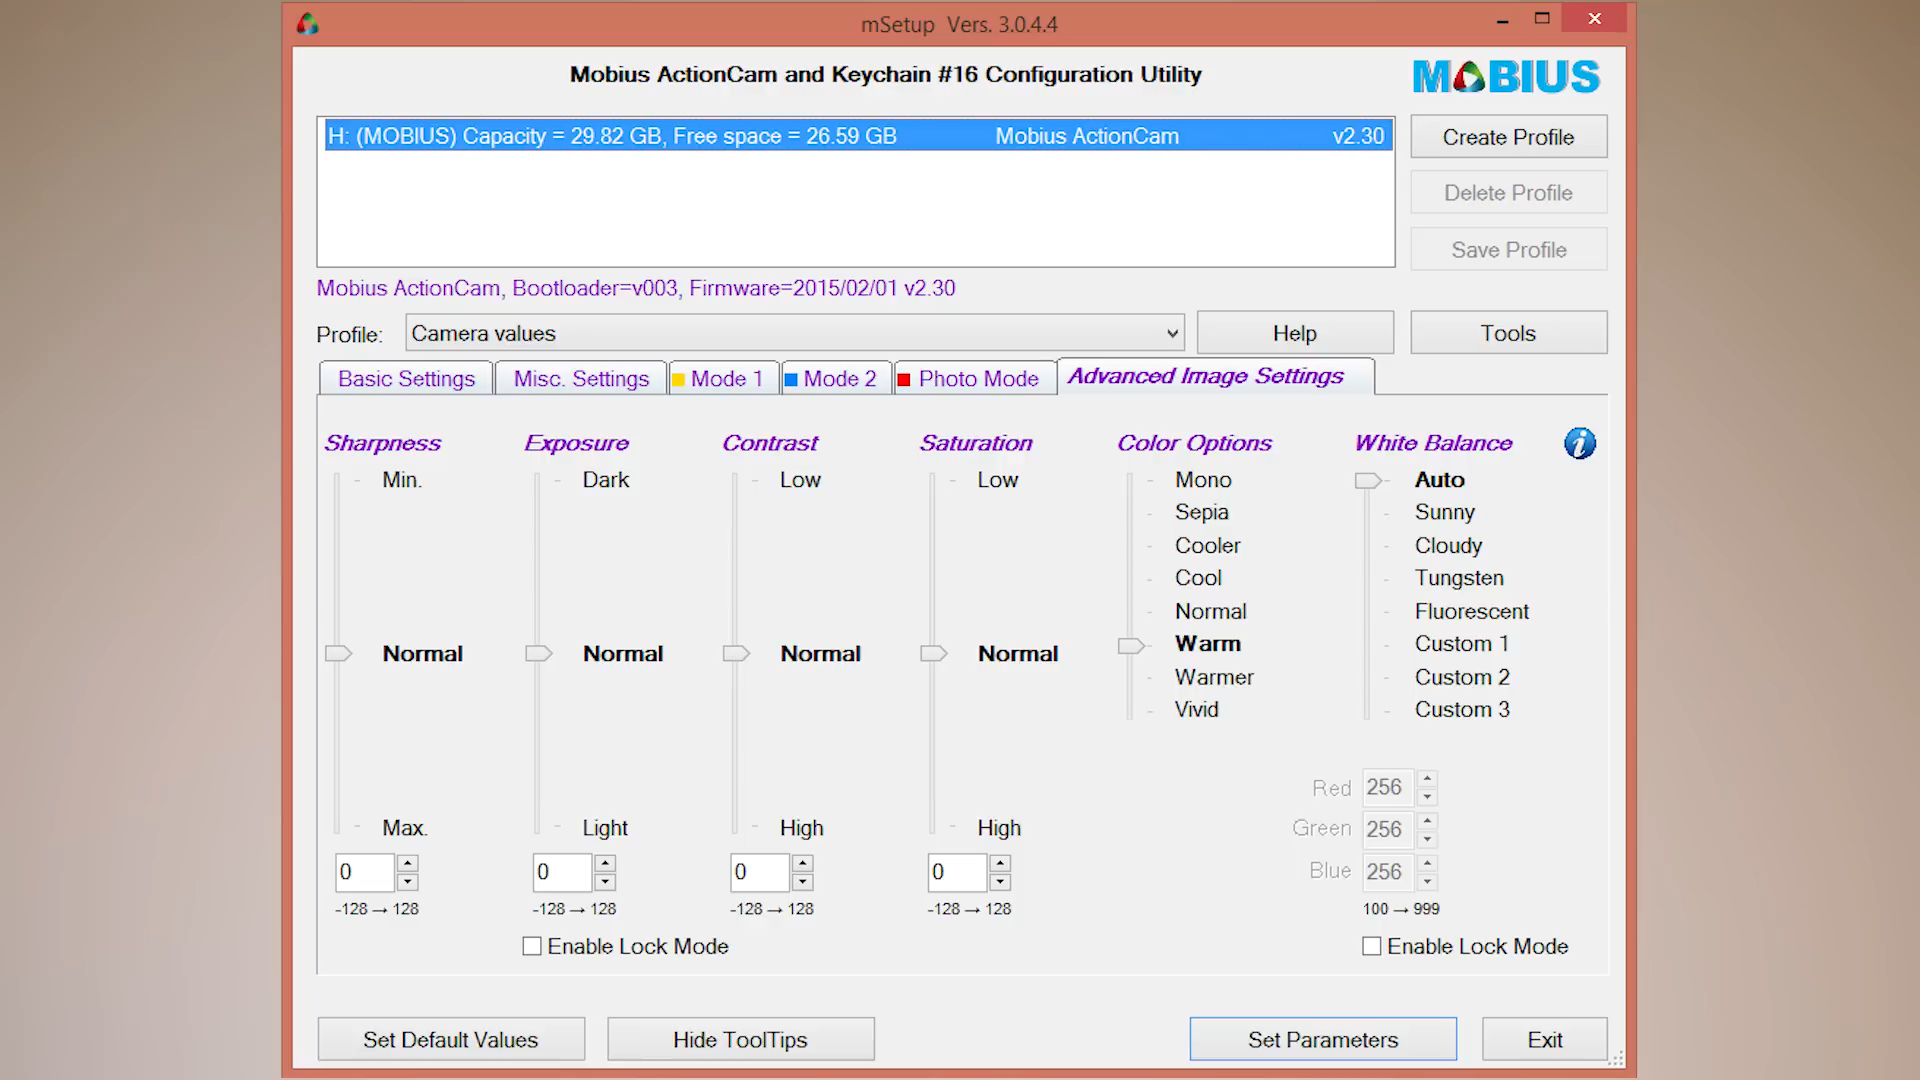 mSetup Vers. 3.0.4.4
Mobius ActionCam and Keychain #16 Configuration Utility
MOBIUS
H: (MOBIUS) Capacity = 29.82 GB, Free space = 26.59 GB Mobius ActionCam v2.30
Create Profile
Delete Profile
Save Profile
Mobius ActionCam, Bootloader=v003, Firmware=2015/02/01 v2.30
Profile: Camera values Help Tools
Basic Settings Misc. Settings Mode 1 Mode 2 Photo Mode Advanced Image Settings
Sharpness Exposure Contrast Saturation Color Options White Balance
Min. Dark Low Low Mono Auto
Sepia Sunny
Cooler Cloudy
Cool Tungsten
Normal Fluorescent
Normal Normal Normal Normal Warm Custom 1
Warmer Custom 2
Vivid Custom 3
Red 256
Max. Light High High Green 256
0 0 0 0 Blue 256
-128 → 128 -128 → 128 -128 → 128 -128 → 128 100 → 999
Enable Lock Mode Enable Lock Mode
Set Default Values Hide ToolTips Set Parameters Exit